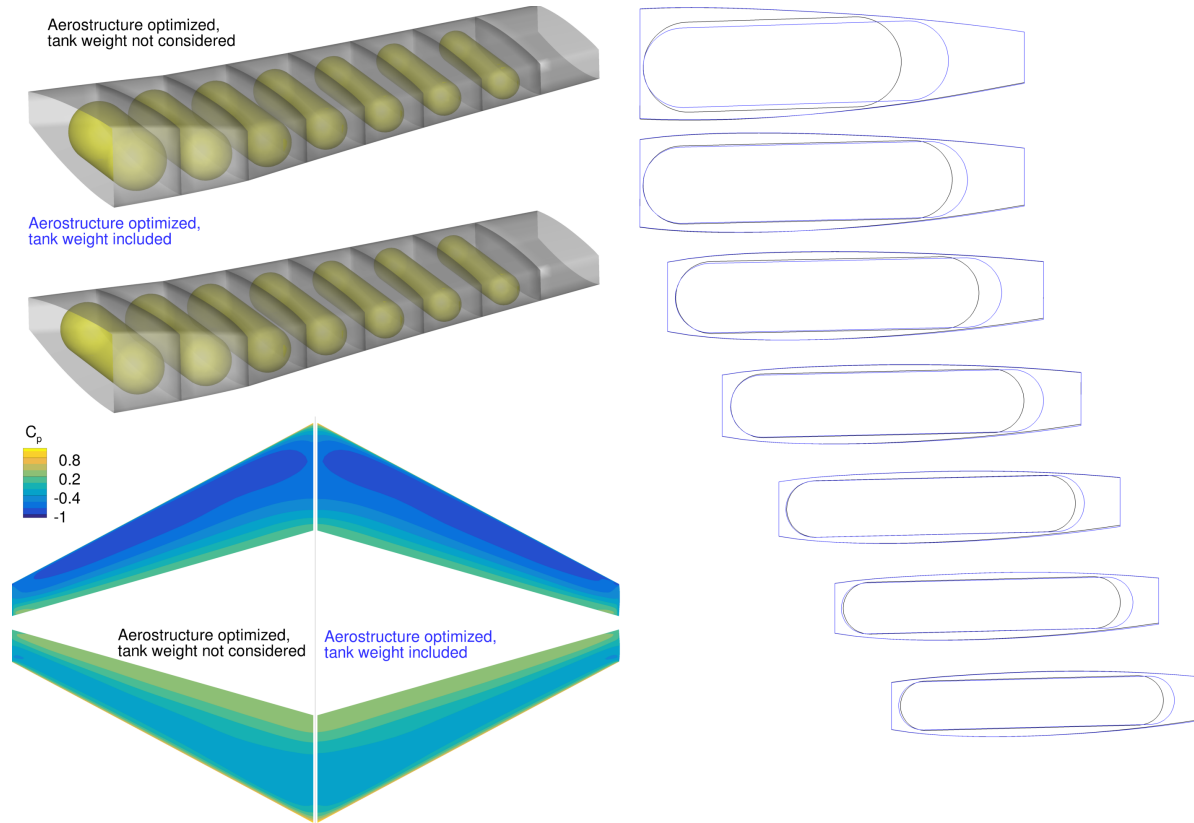 Aerostructure optimized,
tank weight not considered
Aerostructure optimized,
tank weight included
Cp
0.8
0.2
-0.4
-1
Aerostructure optimized,
tank weight not considered
Aerostructure optimized,
tank weight included